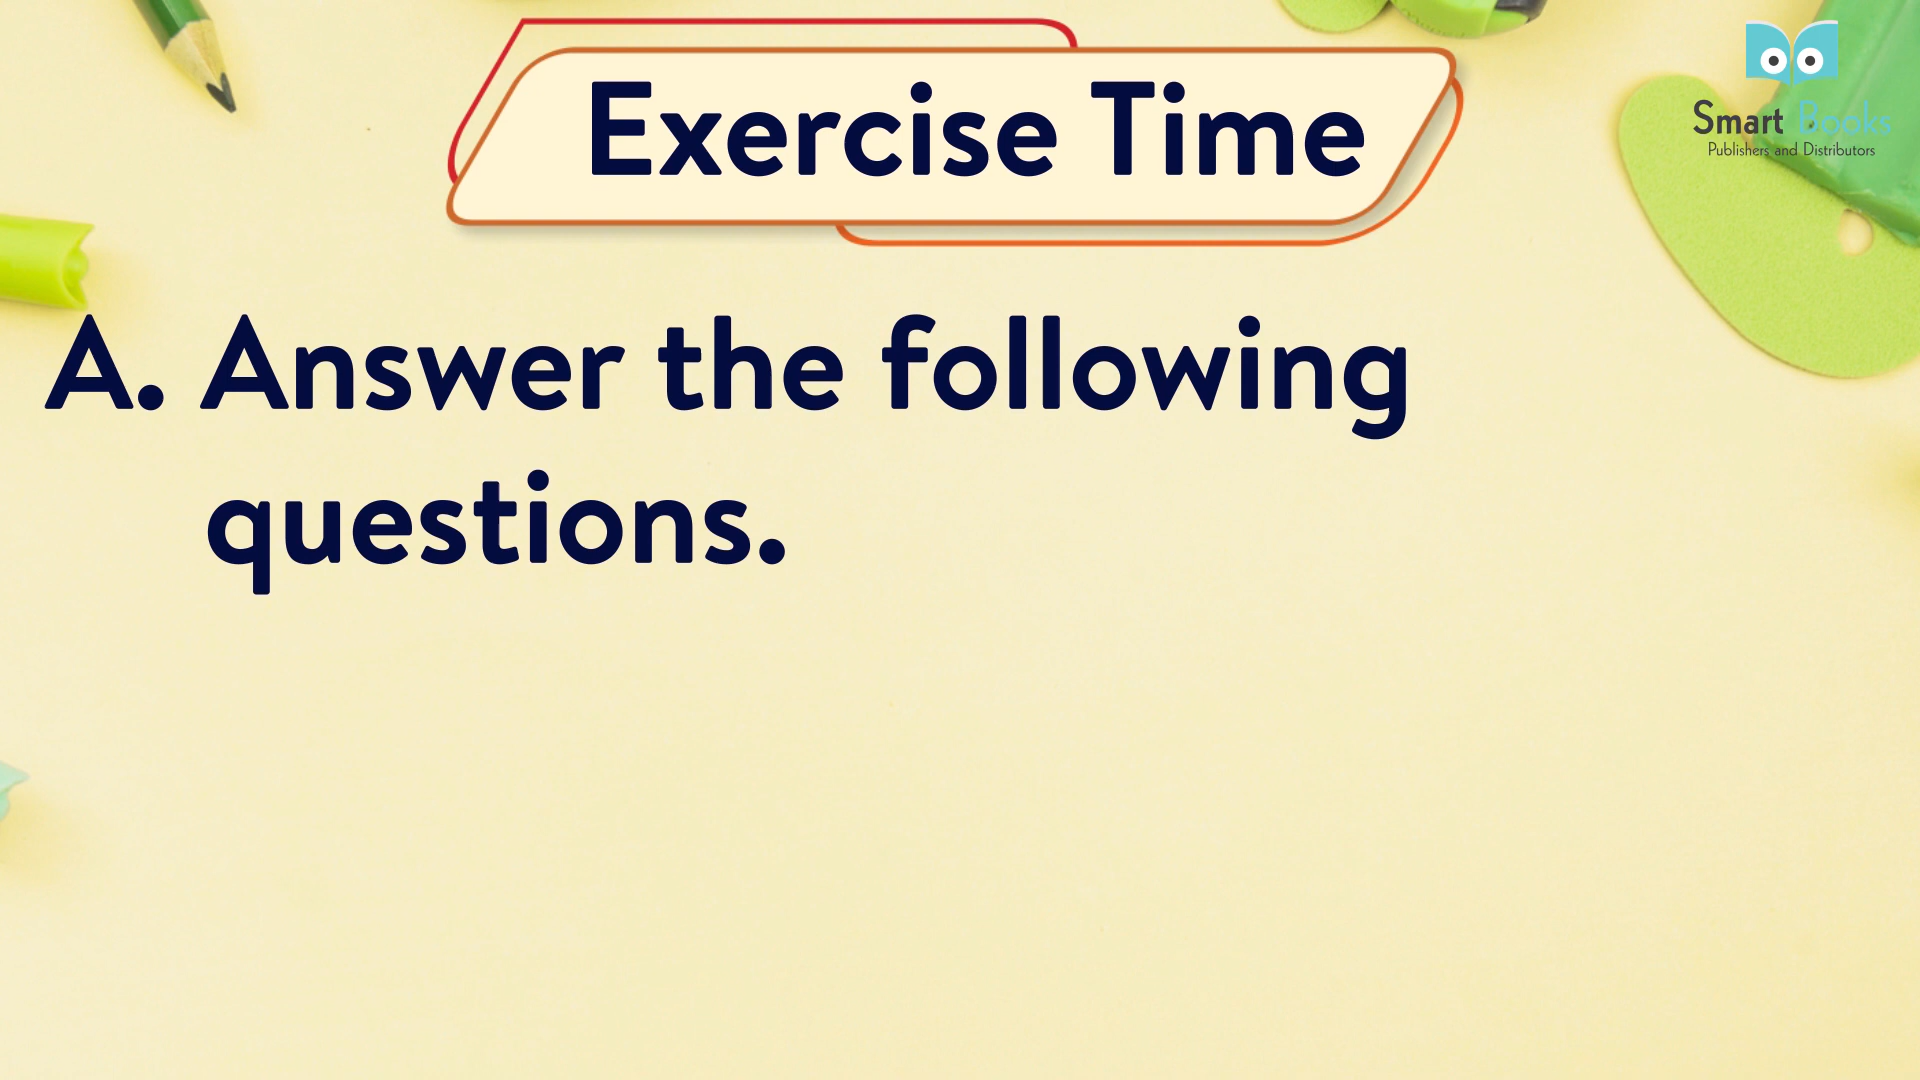 Exercise Time
Smart Books
Publishers and Distributors
A. Answer the following
questions.